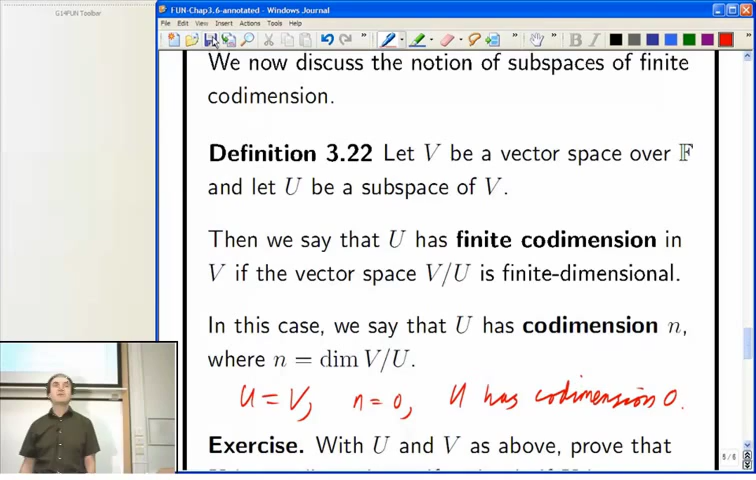 G14FUN Toolbar
FUN-Chap3.6-annotated - Windows Journal
File Edit View Insert Actions Tools Help
We now discuss the notion of subspaces of finite
codimension.
Definition 3.22 Let V be a vector space over 𝔽
and let U be a subspace of V.
Then we say that U has finite codimension in
V if the vector space V/U is finite-dimensional.
In this case, we say that U has codimension n,
where n = dim V/U.
U = V, n = 0, U has codimension 0.
Exercise. With U and V as above, prove that
5/6